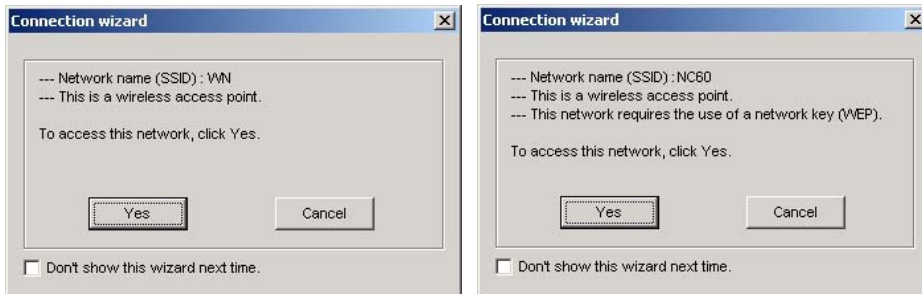 Connection wizard
--- Network name (SSID) : WN
--- This is a wireless access point.
To access this network, click Yes.
Yes
Cancel
Don't show this wizard next time.
Connection wizard
--- Network name (SSID) : NC60
--- This is a wireless access point.
--- This network requires the use of a network key (WEP).
To access this network, click Yes.
Yes
Cancel
Don't show this wizard next time.